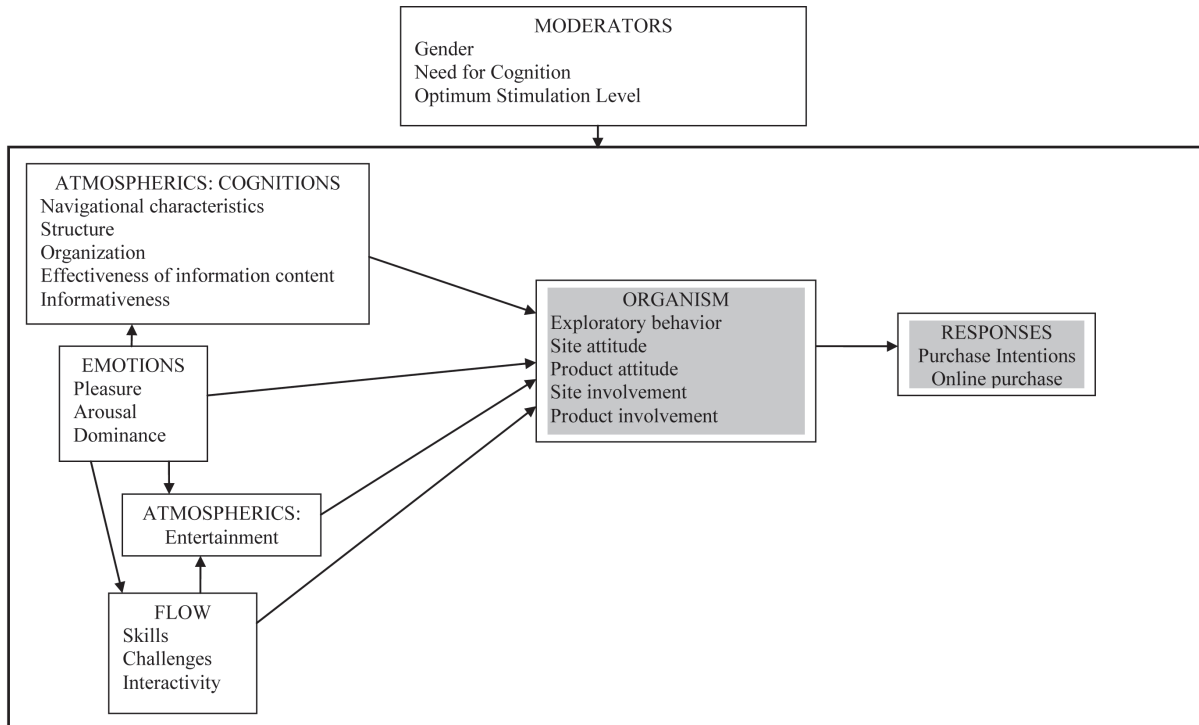 MODERATORS
Gender
Need for Cognition
Optimum Stimulation Level
ATMOSPHERICS: COGNITIONS
Navigational characteristics
Structure
Organization
Effectiveness of information content
Informativeness
EMOTIONS
Pleasure
Arousal
Dominance
ATMOSPHERICS:
Entertainment
FLOW
Skills
Challenges
Interactivity
ORGANISM
Exploratory behavior
Site attitude
Product attitude
Site involvement
Product involvement
RESPONSES
Purchase Intentions
Online purchase